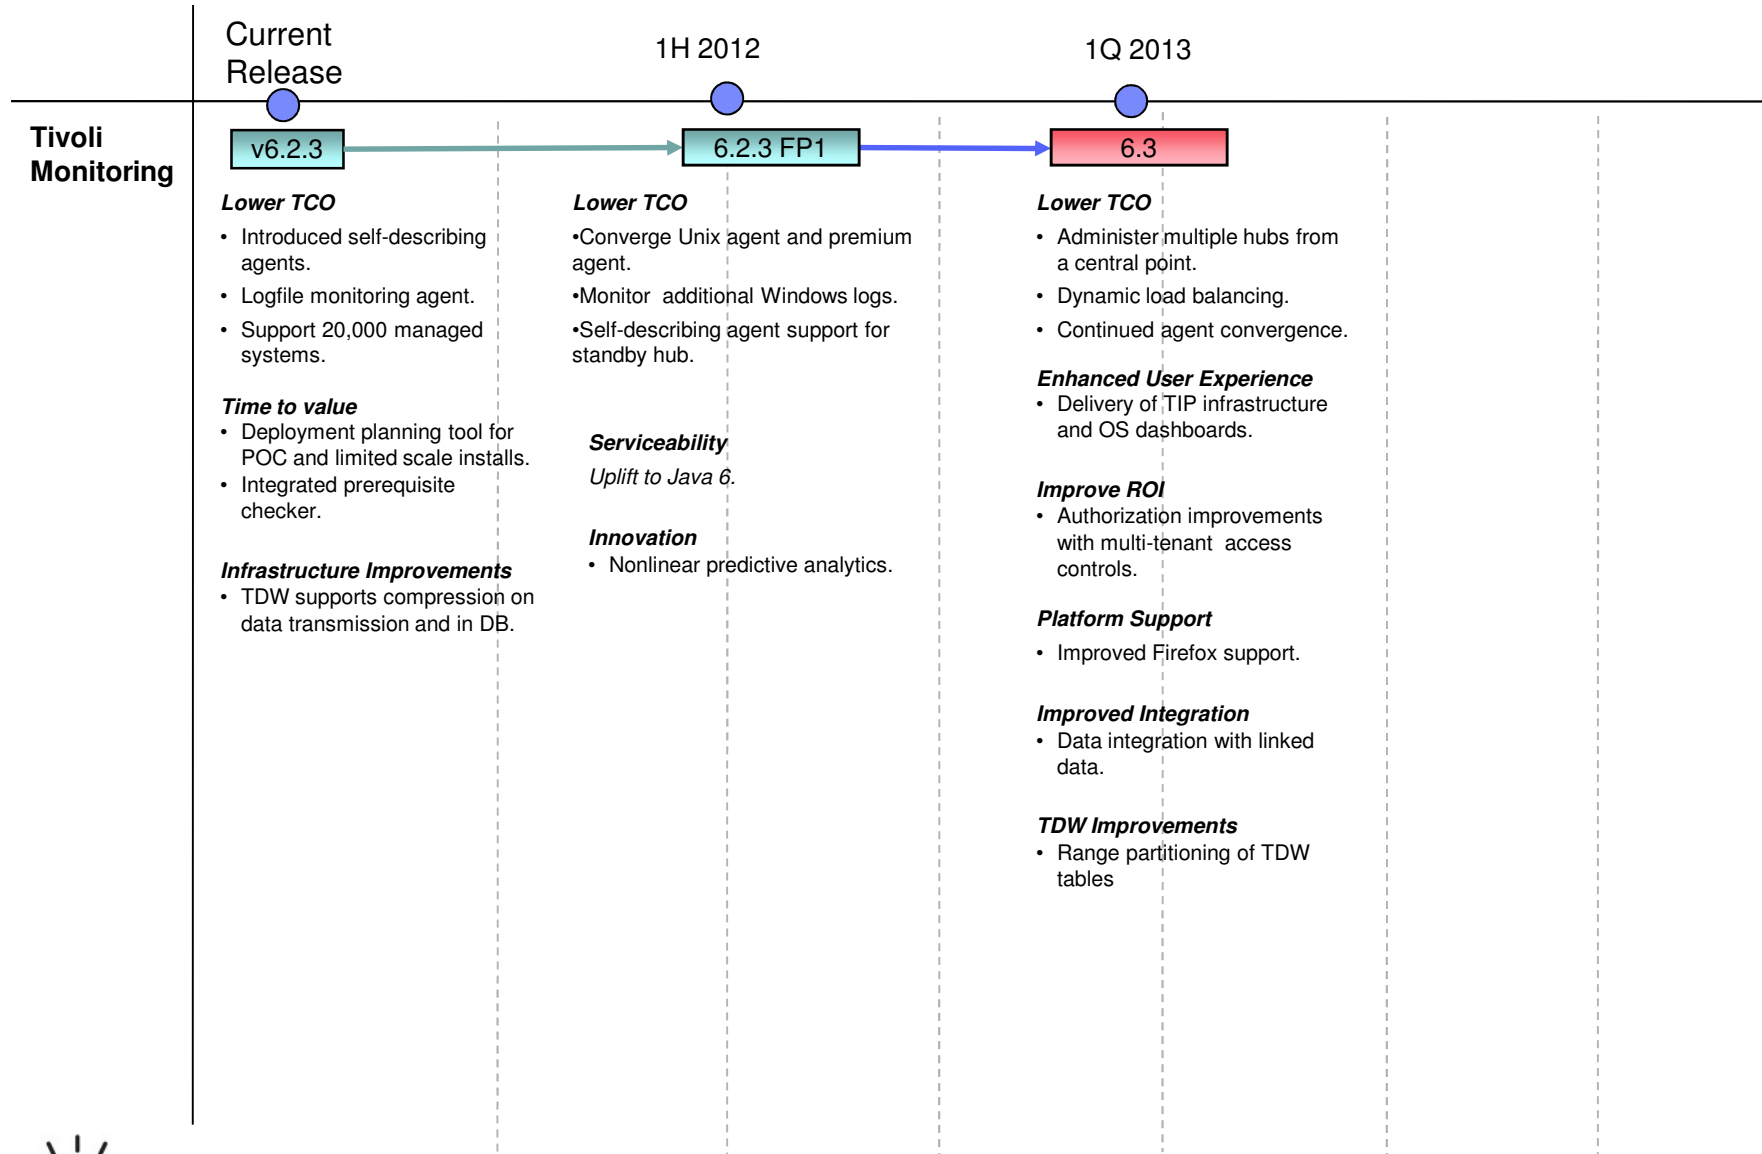 Current
Release
1H 2012
1Q 2013
Tivoli
Monitoring
v6.2.3
6.2.3 FP1
6.3
Lower TCO
• Introduced self-describing
agents.
• Logfile monitoring agent.
• Support 20,000 managed
systems.
Time to value
• Deployment planning tool for
POC and limited scale installs.
• Integrated prerequisite
checker.
Infrastructure Improvements
• TDW supports compression on
data transmission and in DB.
Lower TCO
•Converge Unix agent and premium
agent.
•Monitor  additional Windows logs.
•Self-describing agent support for
standby hub.
Serviceability
Uplift to Java 6.
Innovation
• Nonlinear predictive analytics.
Lower TCO
• Administer multiple hubs from
a central point.
• Dynamic load balancing.
• Continued agent convergence.
Enhanced User Experience
• Delivery of TIP infrastructure
and OS dashboards.
Improve ROI
• Authorization improvements
with multi-tenant  access
controls.
Platform Support
• Improved Firefox support.
Improved Integration
• Data integration with linked
data.
TDW Improvements
• Range partitioning of TDW
tables